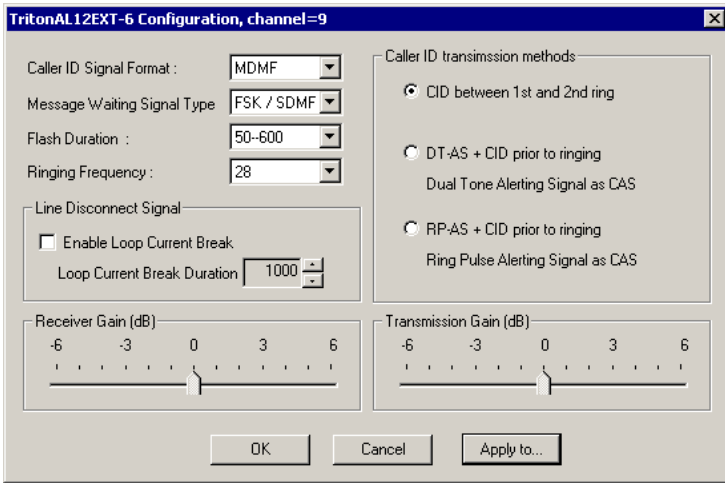 TritonAL12EXT-6 Configuration, channel=9
Caller ID Signal Format :
MDMF
Message Waiting Signal Type
FSK / SDMF
Flash Duration :
50--600
Ringing Frequency :
28
Line Disconnect Signal
Enable Loop Current Break
Loop Current Break Duration
1000
Caller ID transimssion methods
CID between 1st and 2nd ring
DT-AS + CID prior to ringing
Dual Tone Alerting Signal as CAS
RP-AS + CID prior to ringing
Ring Pulse Alerting Signal as CAS
Receiver Gain (dB)
-6 -3 0 3 6
Transmission Gain (dB)
-6 -3 0 3 6
OK
Cancel
Apply to...